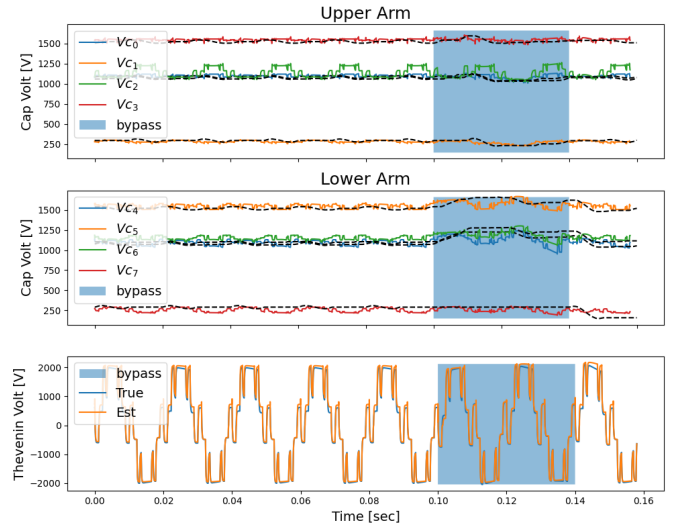 Upper Arm
Cap Volt [V]
1500
1250
1000
750
500
250
Vc0
Vc1
Vc2
Vc3
bypass
Lower Arm
Cap Volt [V]
1500
1250
1000
750
500
250
Vc4
Vc5
Vc6
Vc7
bypass
Thevenin Volt [V]
2000
1000
0
−1000
−2000
bypass
True
Est
0.00 0.02 0.04 0.06 0.08 0.10 0.12 0.14 0.16
Time [sec]